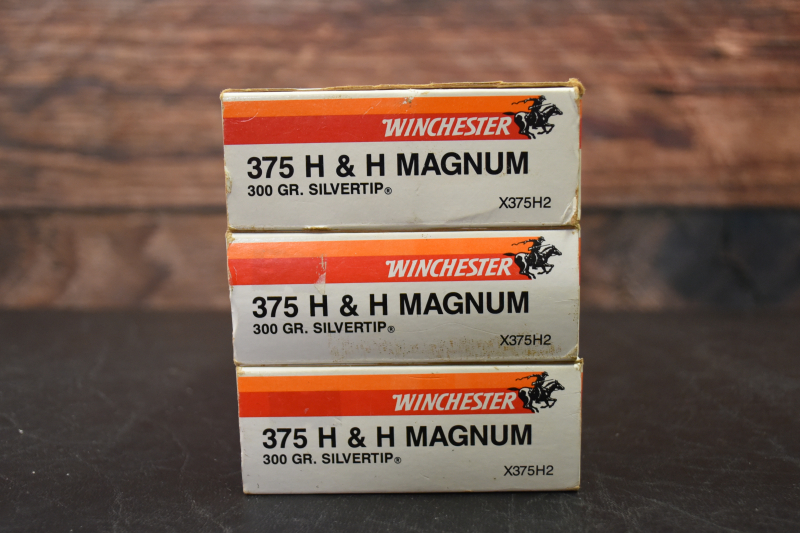 WINCHESTER
375 H & H MAGNUM
300 GR. SILVERTIP®
X375H2
WINCHESTER
375 H & H MAGNUM
300 GR. SILVERTIP®
X375H2
WINCHESTER
375 H & H MAGNUM
300 GR. SILVERTIP®
X375H2